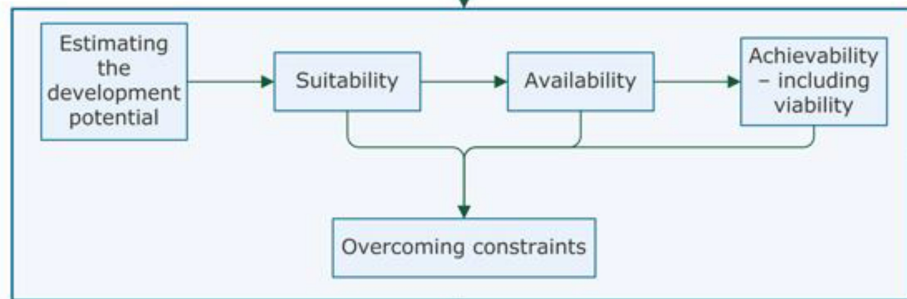 Estimating
the
development
potential
Suitability
Availability
Achievability
– including
viability
Overcoming constraints